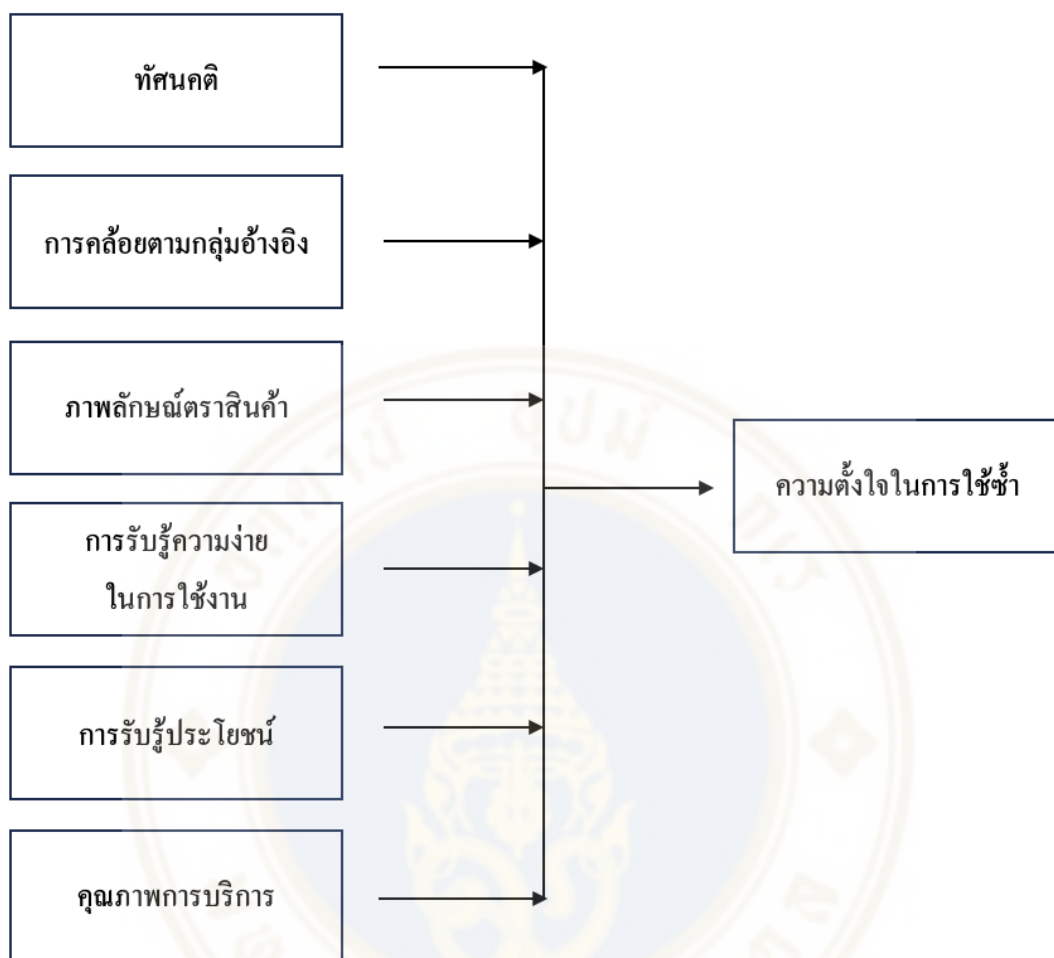 ทัศนคติ
การคล้อยตามกลุ่มอ้างอิง
ภาพลักษณ์ตราสินค้า
การรับรู้ความง่าย
ในการใช้งาน
การรับรู้ประโยชน์
คุณภาพการบริการ
ความตั้งใจในการใช้ซ้ำ